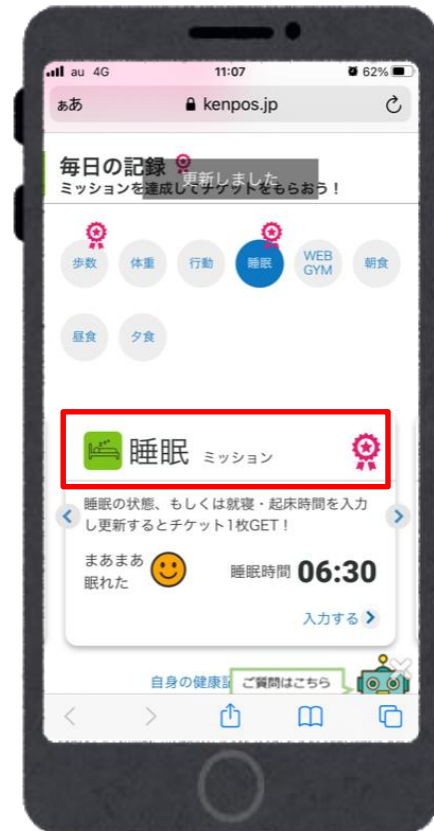 au 4G 11:07 62%
ぁあ kenpos.jp
毎日の記録
更新しました
ミッションを達成してチケットをもらおう！
歩数 体重 行動 睡眠 WEB GYM 朝食
昼食 夕食
睡眠 ミッション
睡眠の状態、もしくは就寝・起床時間を入力
し更新するとチケット1枚GET！
まあまあ
眠れた
睡眠時間 06:30
入力する
自身の健康記
ご質問はこちら